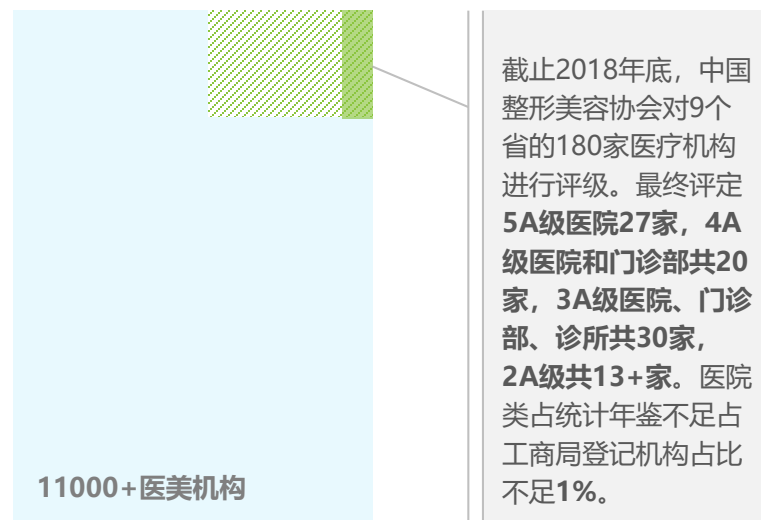 截止2018年底，中国
整形美容协会对9个
省的180家医疗机构
进行评级。最终评定
5A级医院27家，4A
级医院和门诊部共20
家，3A级医院、门诊
部、诊所共30家，
2A级共13+家。医院
类占统计年鉴不足占
工商局登记机构占比
不足1%。
11000+医美机构